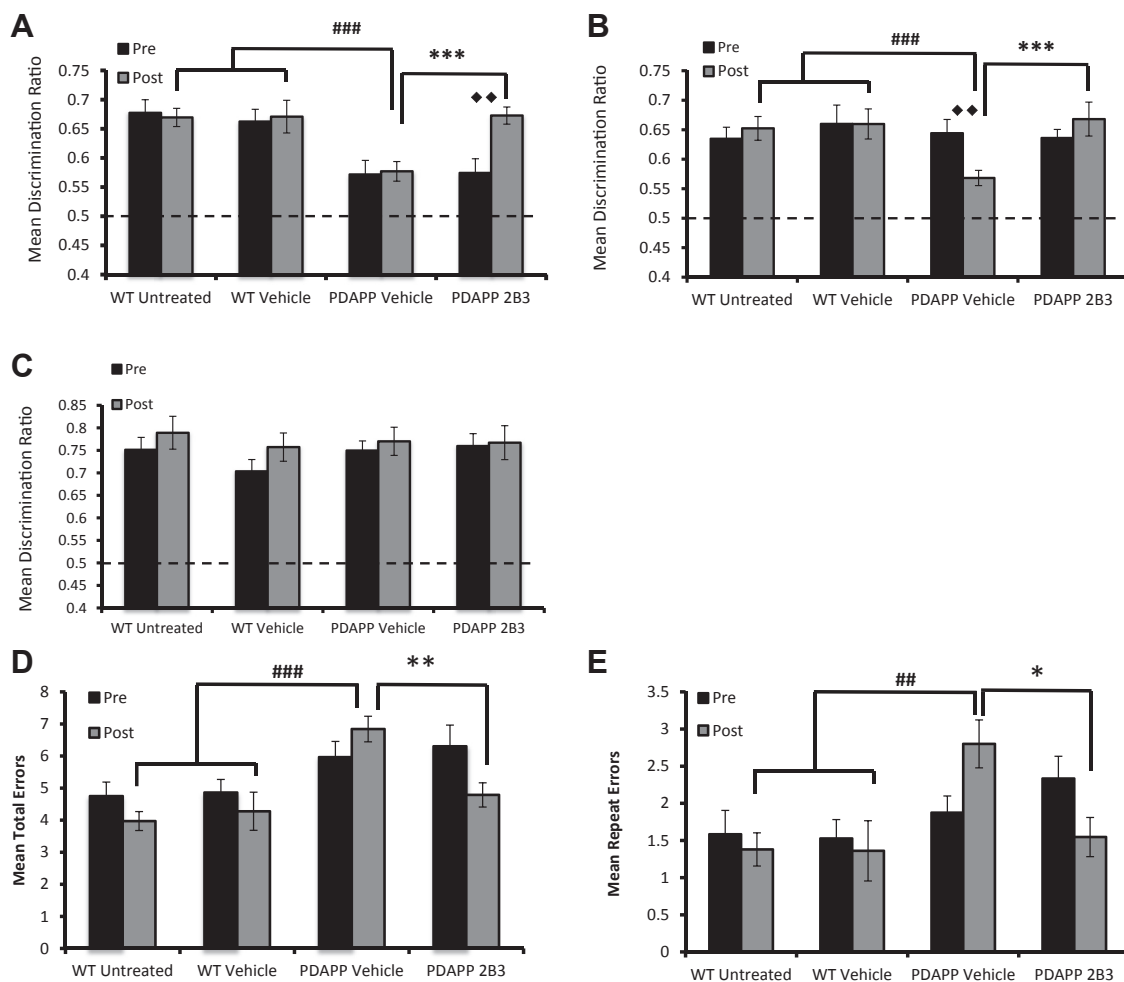 A
Pre
Post
###
***
◆◆
Mean Discrimination Ratio
0.75
0.7
0.65
0.6
0.55
0.5
0.45
0.4
WT Untreated
WT Vehicle
PDAPP Vehicle
PDAPP 2B3
B
Pre
Post
###
***
◆◆
Mean Discrimination Ratio
0.75
0.7
0.65
0.6
0.55
0.5
0.45
0.4
WT Untreated
WT Vehicle
PDAPP Vehicle
PDAPP 2B3
C
Pre
Post
Mean Discrimination Ratio
0.85
0.8
0.75
0.7
0.65
0.6
0.55
0.5
0.45
0.4
WT Untreated
WT Vehicle
PDAPP Vehicle
PDAPP 2B3
D
Pre
Post
###
**
Mean Total Errors
8
7
6
5
4
3
2
1
0
WT Untreated
WT Vehicle
PDAPP Vehicle
PDAPP 2B3
E
Pre
Post
##
*
Mean Repeat Errors
3.5
3
2.5
2
1.5
1
0.5
0
WT Untreated
WT Vehicle
PDAPP Vehicle
PDAPP 2B3